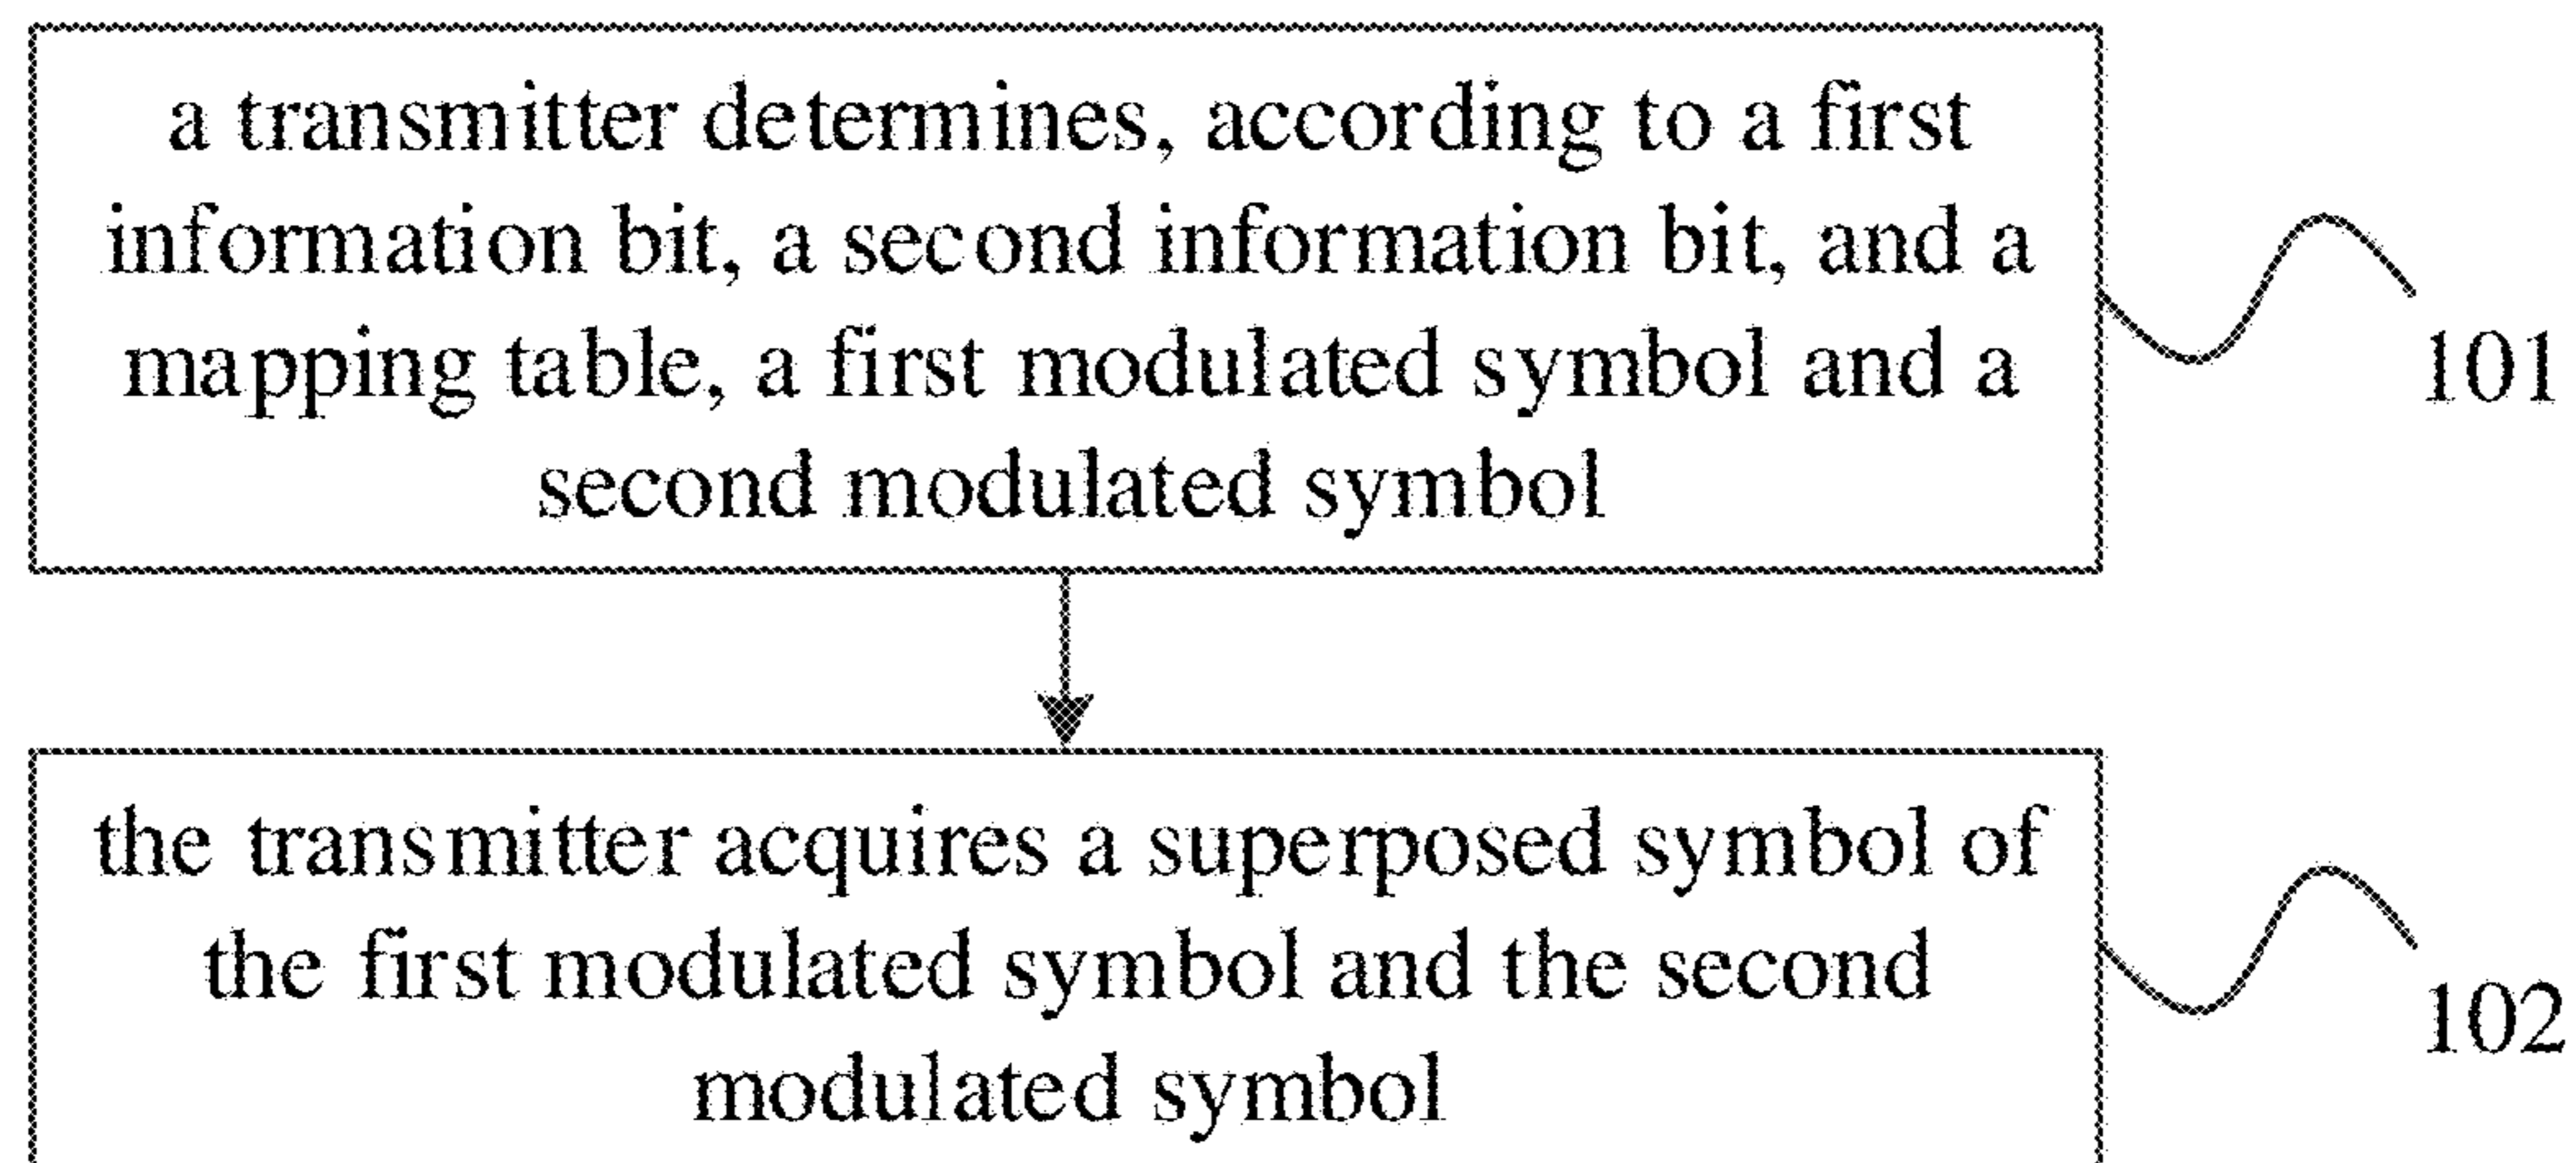 a transmitter determines, according to a first
information bit, a second information bit, and a
mapping table, a first modulated symbol and a
second modulated symbol
101
the transmitter acquires a superposed symbol of
the first modulated symbol and the second
modulated symbol
102